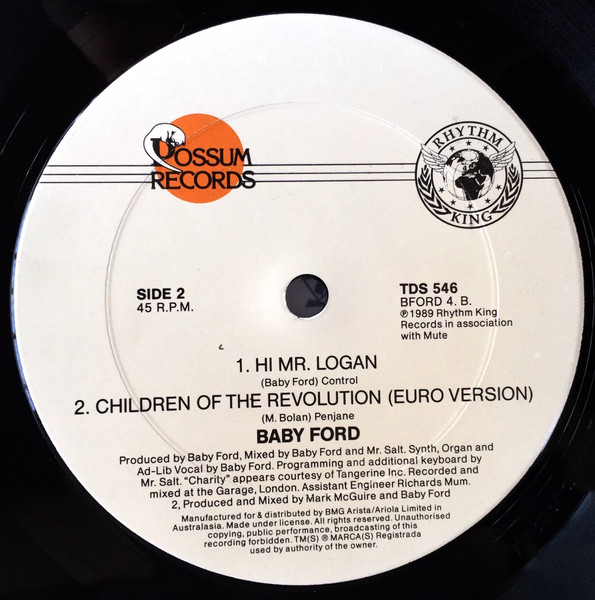 POSSUM
RECORDS
RHYTHM
KING
SIDE 2
45 R.P.M.
TDS 546
BFORD 4. B.
℗ 1989 Rhythm King
Records in association
with Mute
1. HI MR. LOGAN
(Baby Ford) Control
2. CHILDREN OF THE REVOLUTION (EURO VERSION)
(M. Bolan) Penjane
BABY FORD
Produced by Baby Ford, Mixed by Baby Ford and Mr. Salt. Synth, Organ and
Ad-Lib Vocal by Baby Ford. Programming and additional keyboard by
Mr. Salt. "Charity" appears courtesy of Tangerine Inc. Recorded and
mixed at the Garage, London. Assistant Engineer Richards Mum.
2, Produced and Mixed by Mark McGuire and Baby Ford
Manufactured for & distributed by BMG Arista/Ariola Limited in
Australasia. Made under license. All rights reserved. Unauthorised
copying, public performance, broadcasting of this
recording forbidden. TM(S) ® MARCA(S) Registrada
used by authority of the owner.